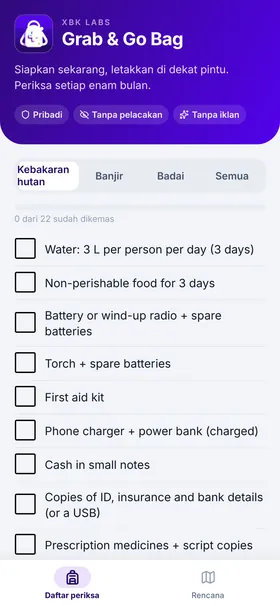 XBK LABS
Grab & Go Bag
Siapkan sekarang, letakkan di dekat pintu.
Periksa setiap enam bulan.
Pribadi
Tanpa pelacakan
Tanpa iklan
Kebakaran
hutan
Banjir
Badai
Semua
0 dari 22 sudah dikemas
Water: 3 L per person per day (3 days)
Non-perishable food for 3 days
Battery or wind-up radio + spare
batteries
Torch + spare batteries
First aid kit
Phone charger + power bank (charged)
Cash in small notes
Copies of ID, insurance and bank details
(or a USB)
Prescription medicines + script copies
Daftar periksa
Rencana